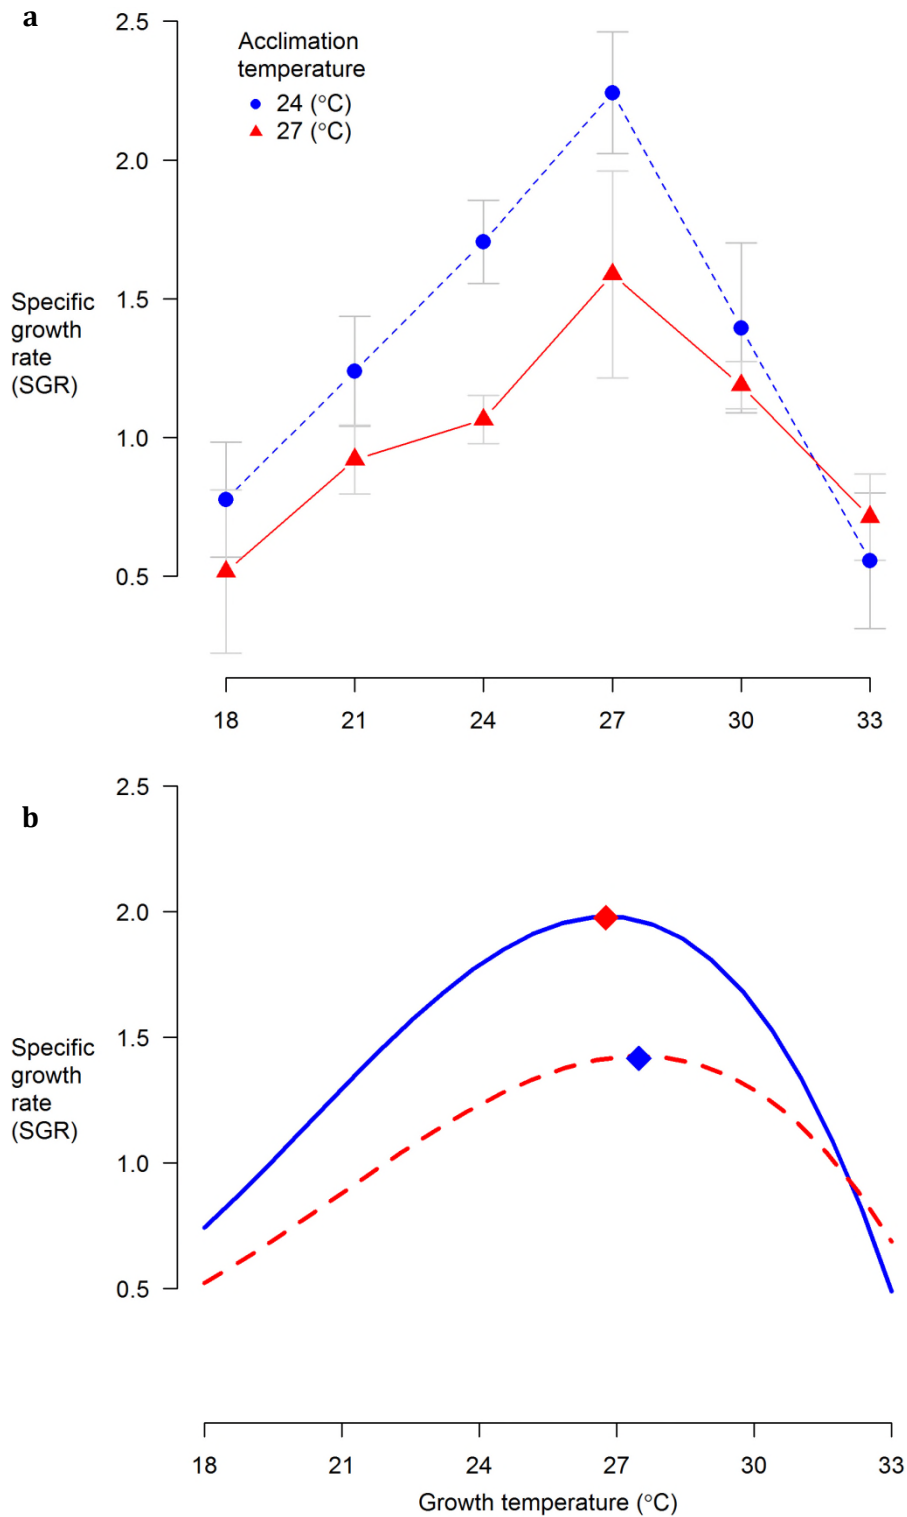 a
2.5
2.0
1.5
1.0
0.5
Acclimation
temperature
24 (°C)
27 (°C)
Specific
growth
rate
(SGR)
18 21 24 27 30 33
b
2.5
2.0
1.5
1.0
0.5
Specific
growth
rate
(SGR)
18 21 24 27 30 33
Growth temperature (°C)